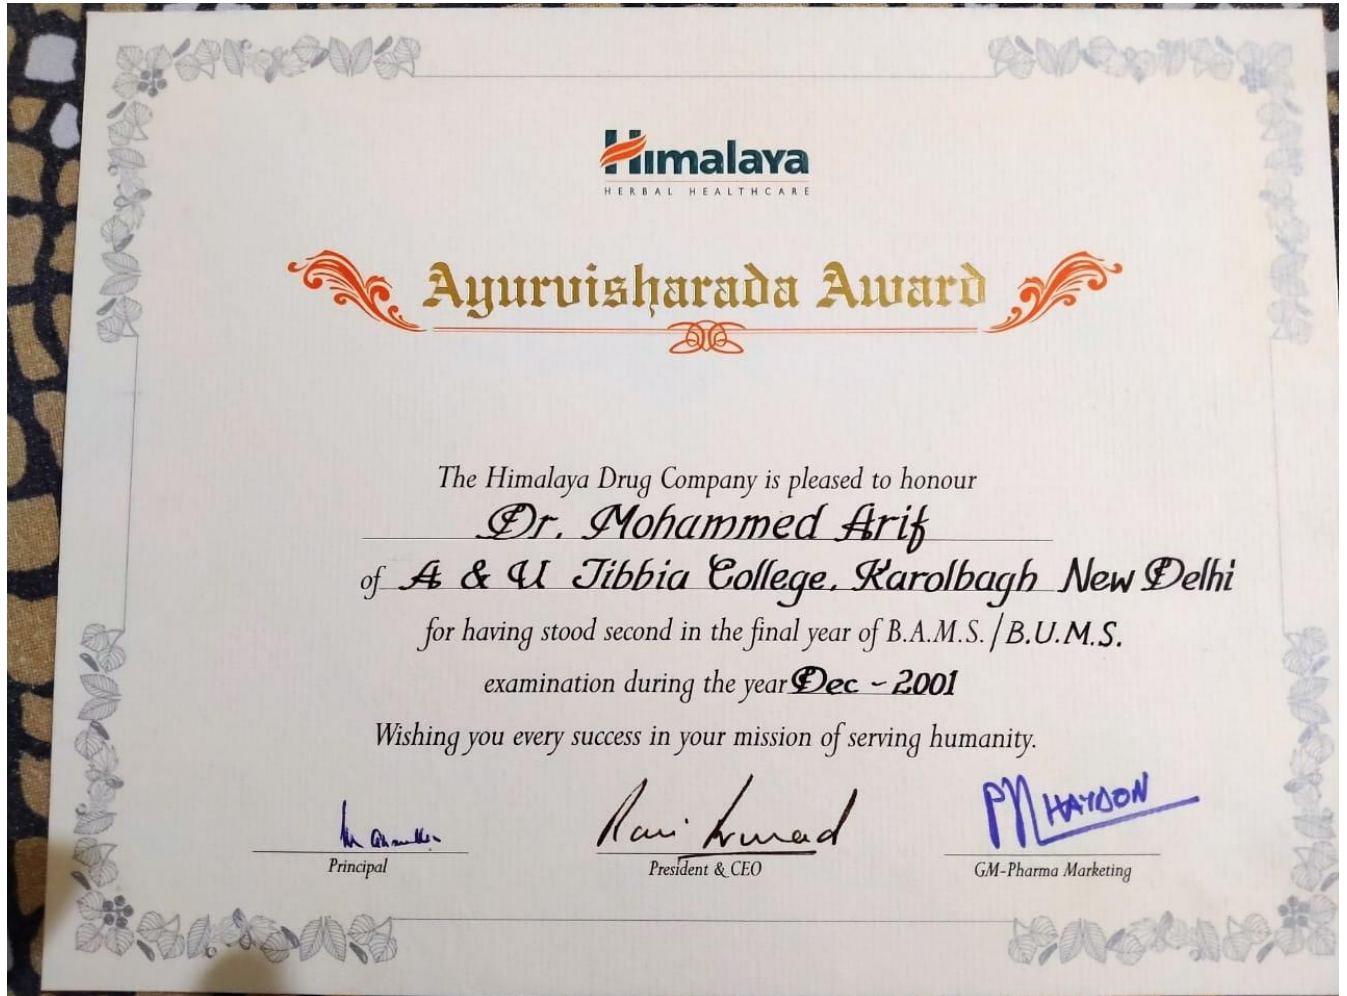 Himalaya
HERBAL HEALTHCARE
Ayurvisharada Award
The Himalaya Drug Company is pleased to honour
Dr. Mohammed Arif
of A & U Tibbia College, Karolbagh New Delhi
for having stood second in the final year of B.A.M.S./B.U.M.S.
examination during the year Dec - 2001
Wishing you every success in your mission of serving humanity.
HAYDON
Principal
President & CEO
GM-Pharma Marketing